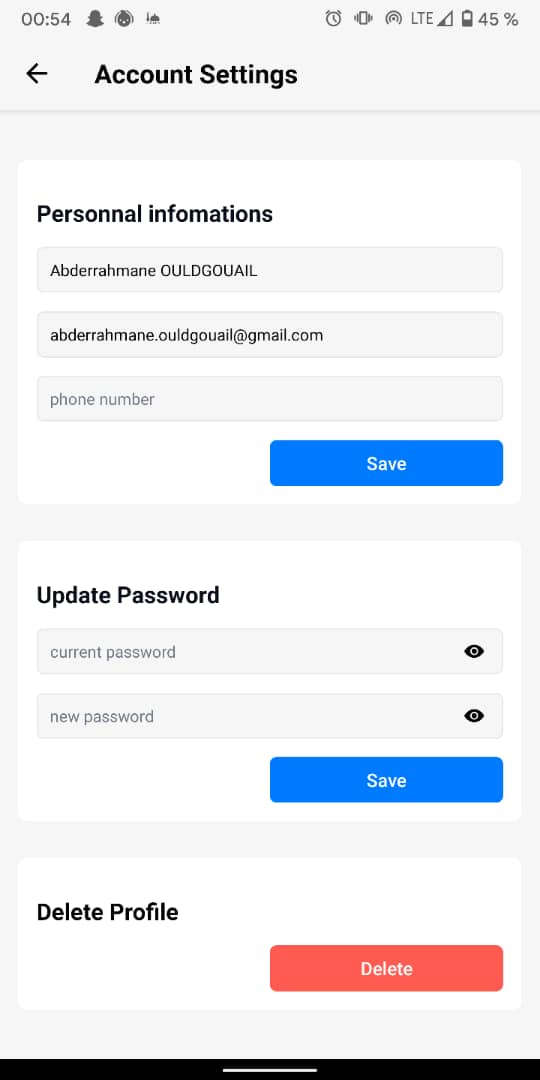 00:54 LTE 45 %
Account Settings
Personnal infomations
Abderrahmane OULDGOUAIL
abderrahmane.ouldgouail@gmail.com
phone number
Save
Update Password
current password
new password
Save
Delete Profile
Delete